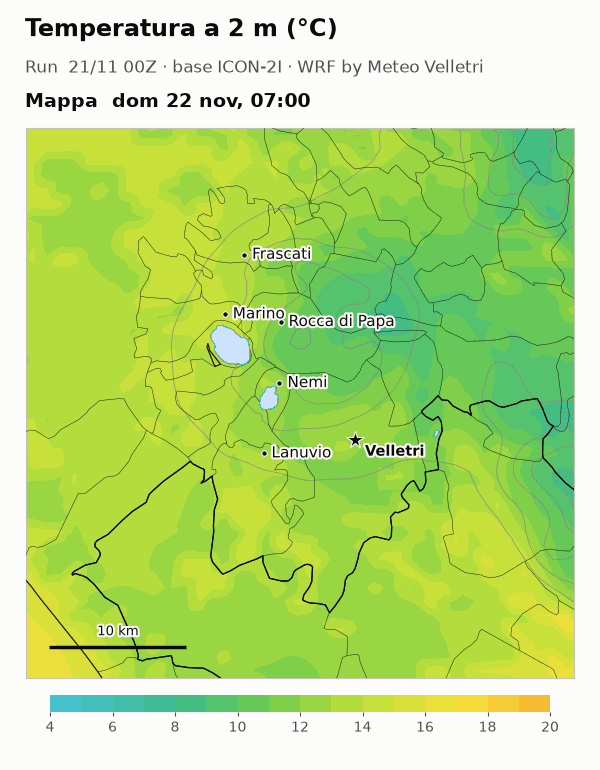 Temperatura a 2 m (°C)
Run  21/11 00Z · base ICON-2I · WRF by Meteo Velletri
Mappa  dom 22 nov, 07:00
Frascati
Marino
Rocca di Papa
Nemi
Velletri
Lanuvio
10 km
4 6 8 10 12 14 16 18 20